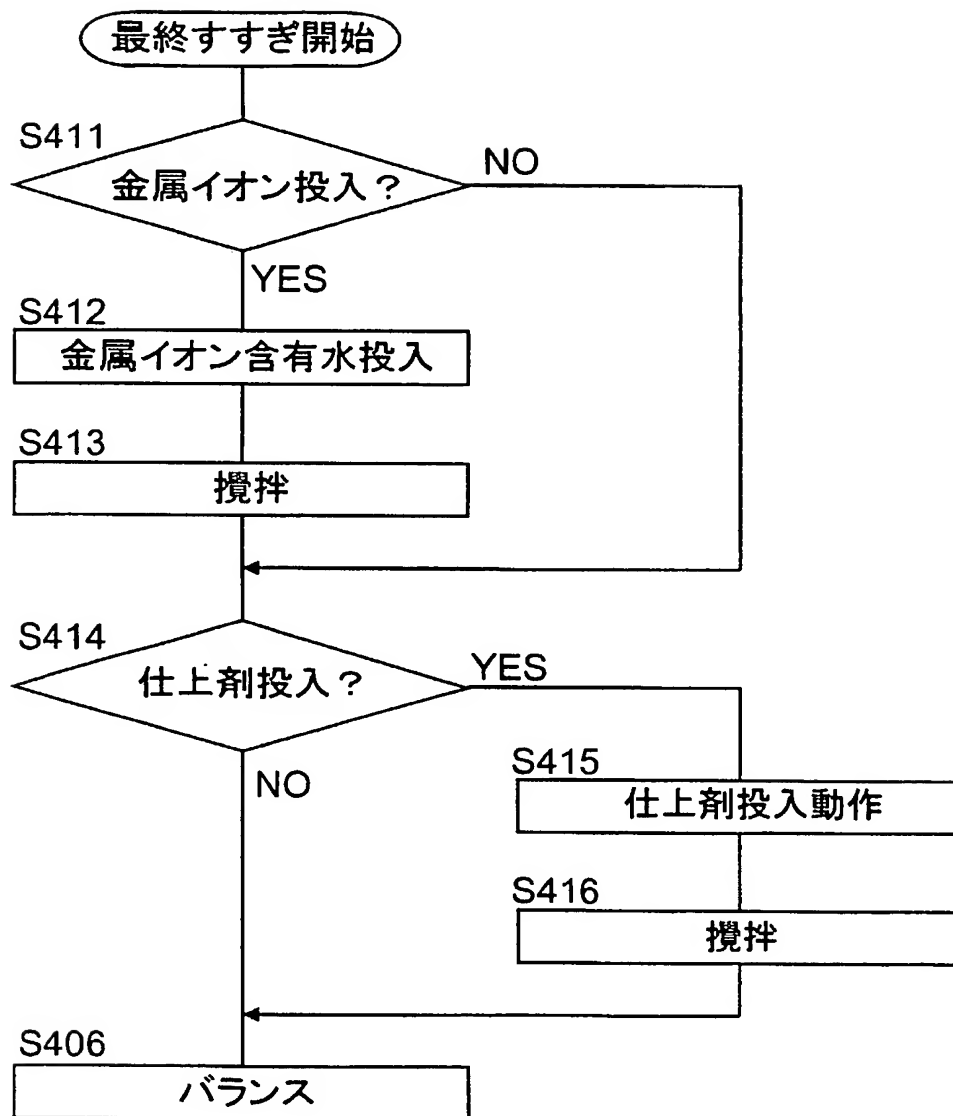 最終すすぎ開始
S411
金属イオン投入?
NO
YES
S412
金属イオン含有水投入
S413
攪拌
S414
仕上剤投入?
YES
NO
S415
仕上剤投入動作
S416
攪拌
S406
バランス